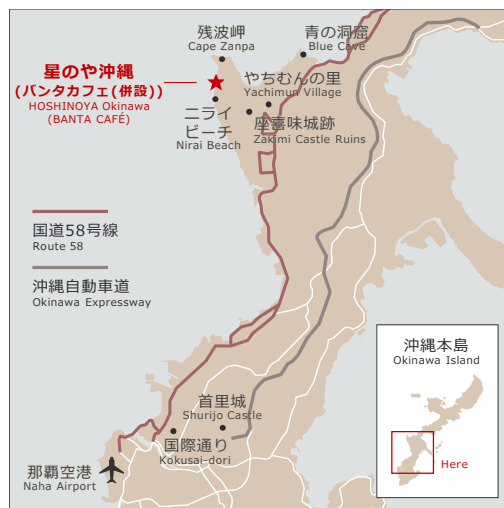 残波岬
Cape Zanpa
青の洞窟
Blue Cave
星のや沖縄
(バンタカフェ(併設))
HOSHINOYA Okinawa
(BANTA CAFÉ)
やちむんの里
Yachimun Village
ニライ
ビーチ
Nirai Beach
座喜味城跡
Zakimi Castle Ruins
国道58号線
Route 58
沖縄自動車道
Okinawa Expressway
沖縄本島
Okinawa Island
Here
首里城
Shurijo Castle
国際通り
Kokusai-dori
那覇空港
Naha Airport